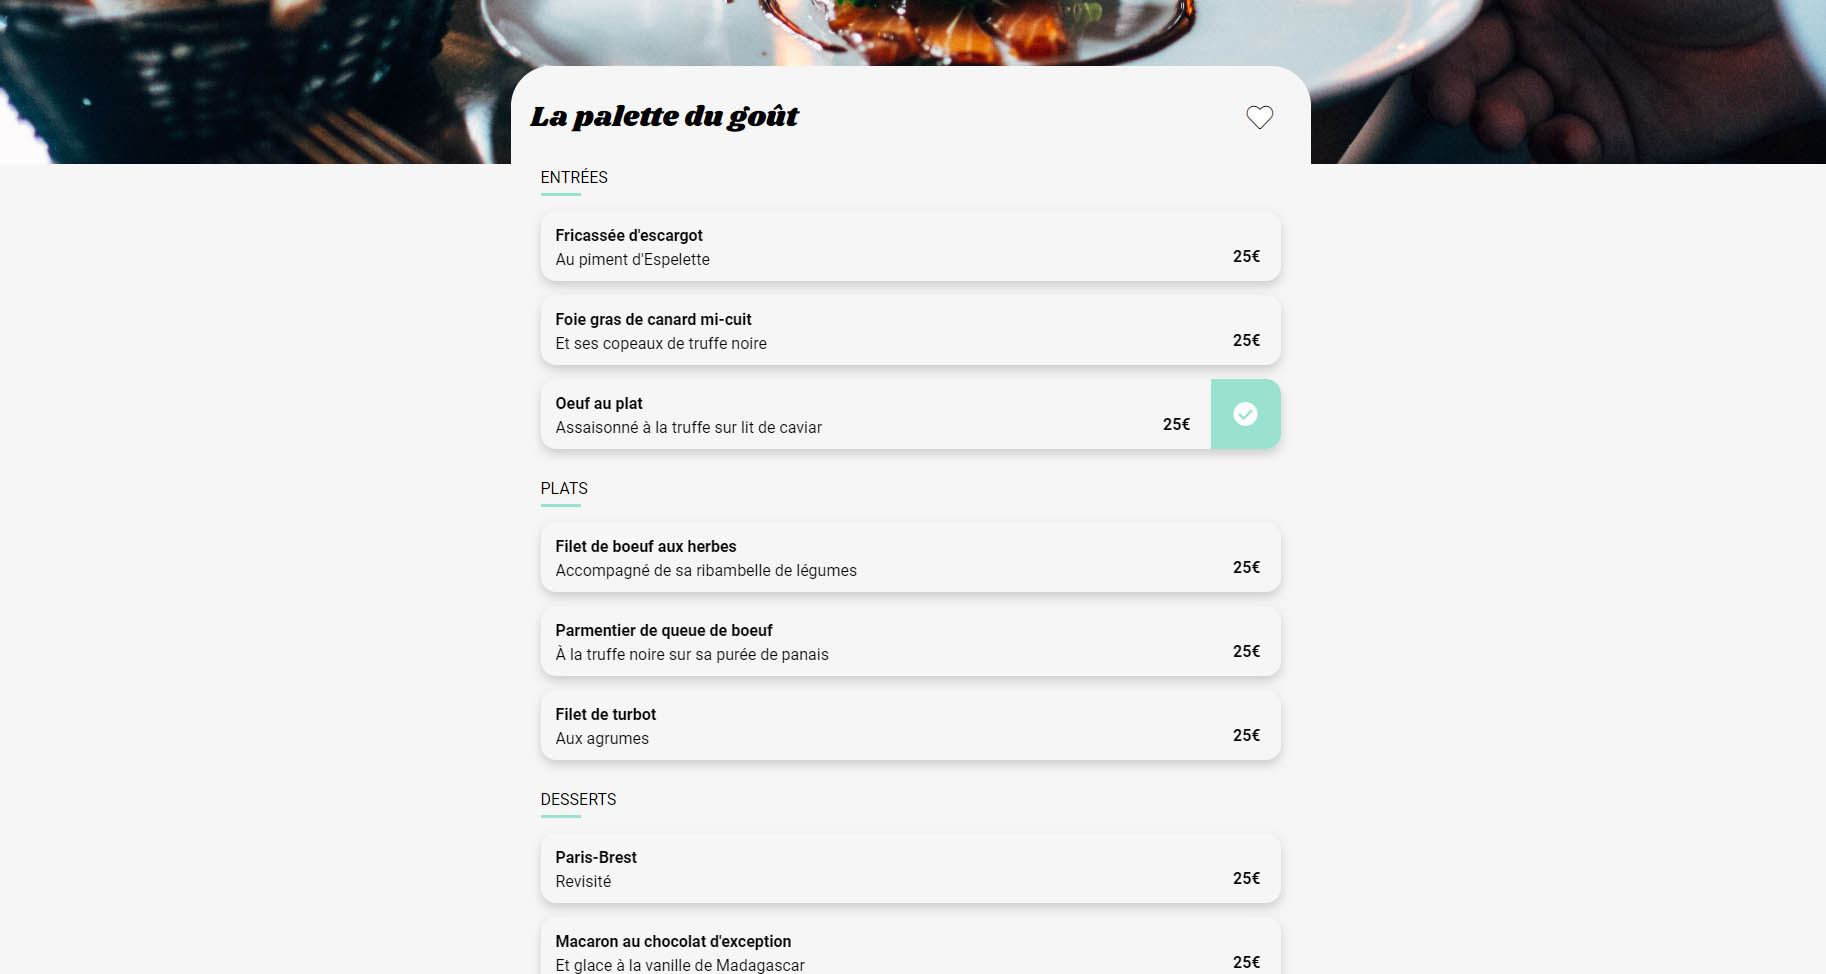 La palette du goût
ENTRÉES
Fricassée d'escargot
Au piment d'Espelette
25€
Foie gras de canard mi-cuit
Et ses copeaux de truffe noire
25€
Oeuf au plat
Assaisonné à la truffe sur lit de caviar
25€
PLATS
Filet de boeuf aux herbes
Accompagné de sa ribambelle de légumes
25€
Parmentier de queue de boeuf
À la truffe noire sur sa purée de panais
25€
Filet de turbot
Aux agrumes
25€
DESSERTS
Paris-Brest
Revisité
25€
Macaron au chocolat d'exception
Et glace à la vanille de Madagascar
25€